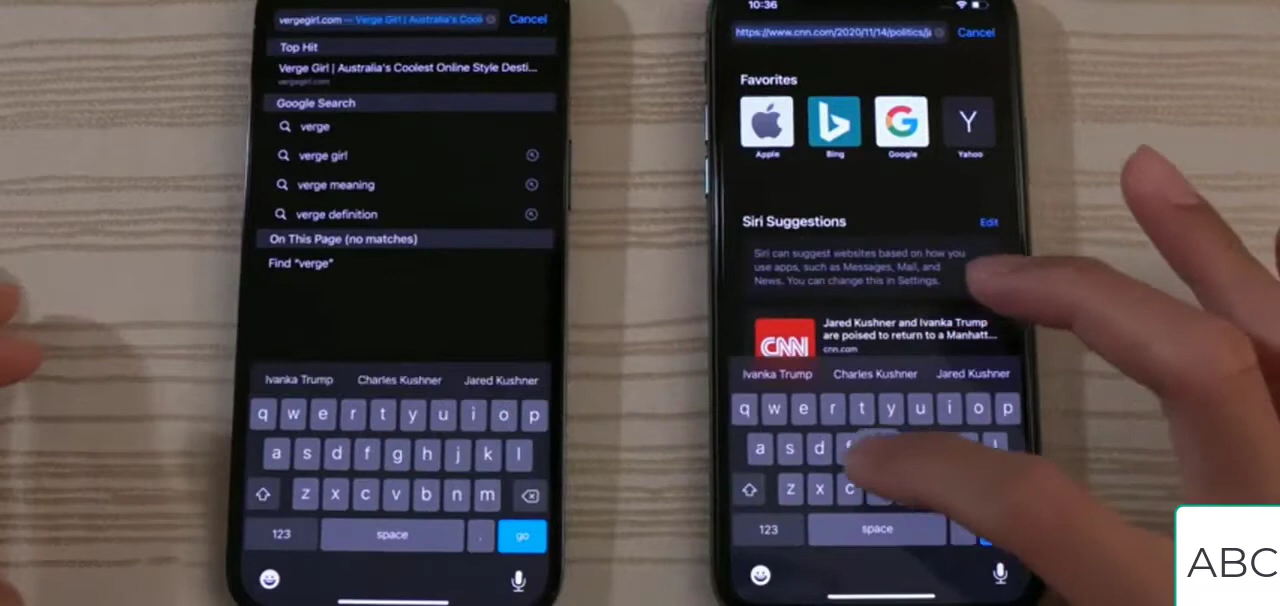 vergegirl.com — Verge Girl | Australia's Cool
Cancel
Top Hit
Verge Girl | Australia's Coolest Online Style Desti...
vergegirl.com
Google Search
verge
verge girl
verge meaning
verge definition
On This Page (no matches)
Find "verge"
Ivanka Trump Charles Kushner Jared Kushner
q w e r t y u i o p
a s d f g h j k l
z x c v b n m
123 space . go
10:36
https://www.cnn.com/2020/11/14/politics/j
Cancel
Favorites
Apple Bing Google Yahoo
Y
Siri Suggestions Edit
Siri can suggest websites based on how you
use apps, such as Messages, Mail, and
News. You can change this in Settings.
CNN
Jared Kushner and Ivanka Trump
are poised to return to a Manhatt...
cnn.com
Ivanka Trump Charles Kushner Jared Kushner
q w e r t y u i o p
a s d f l
z x c
123 space
ABC